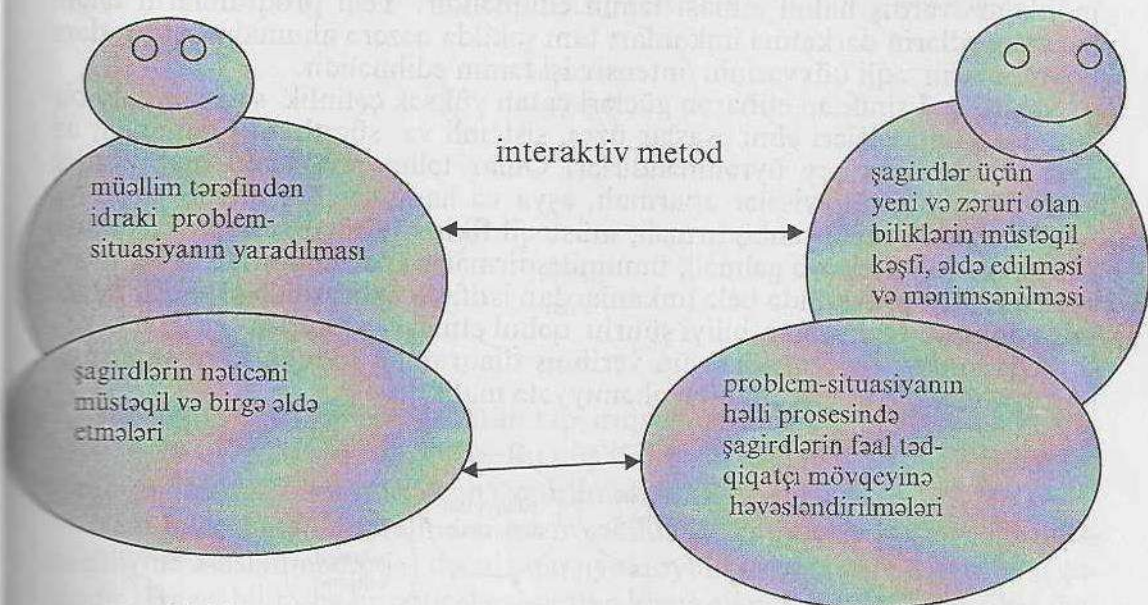 interaktiv metod
müəllim tərəfindən
idraki problem-
situasiyanın yaradılması
şagirdlər üçün
yeni və zəruri olan
biliklərin müstəqil
kəşfi, əldə edilməsi
və mənimsənilməsi
şagirdlərin nəticəni
müstəqil və birgə əldə
etmələri
problem-situasiyanın
həlli prosesində
şagirdlərin fəal təd-
qiqatçı mövqeyinə
həvəsləndirilmələri